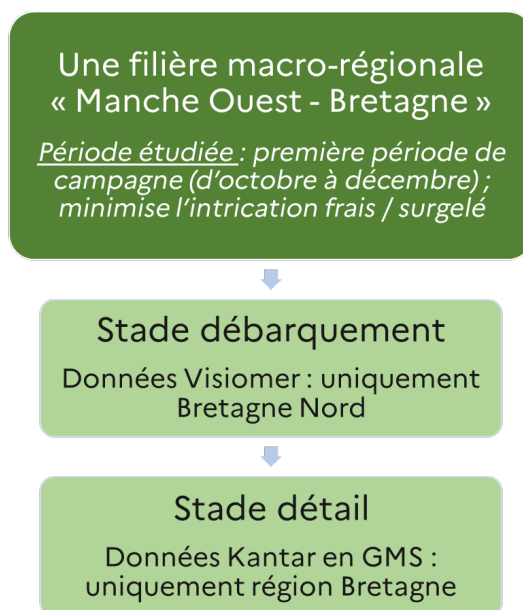 Une filière macro-régionale
« Manche Ouest - Bretagne »
Période étudiée : première période de
campagne (d'octobre à décembre) ;
minimise l'intrication frais / surgelé
Stade débarquement
Données Visiomer : uniquement
Bretagne Nord
Stade détail
Données Kantar en GMS :
uniquement région Bretagne